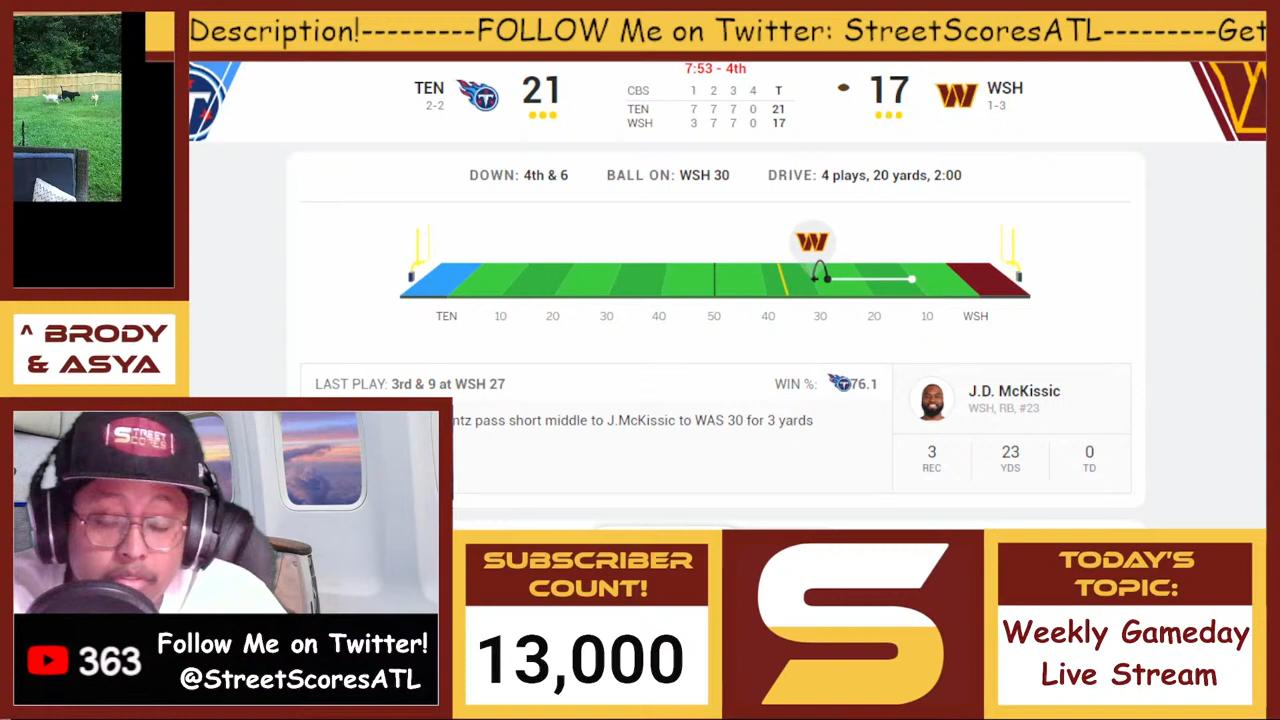 Description!---------FOLLOW Me on Twitter: StreetScoresATL---------Get
7:53 - 4th
TEN 21
2-2
CBS 1 2 3 4 T
TEN 7 7 7 0 21
WSH 3 7 7 0 17
17 WSH
1-3
DOWN: 4th & 6 BALL ON: WSH 30 DRIVE: 4 plays, 20 yards, 2:00
W
TEN 10 20 30 40 50 40 30 20 10 WSH
^ BRODY
& ASYA
LAST PLAY: 3rd & 9 at WSH 27 WIN %: 76.1
ntz pass short middle to J.McKissic to WAS 30 for 3 yards
J.D. McKissic
WSH, RB, #23
3 23 0
REC YDS TD
STREET
SCORES
363
Follow Me on Twitter!
@StreetScoresATL
SUBSCRIBER
COUNT!
13,000
S
TODAY'S
TOPIC:
Weekly Gameday
Live Stream